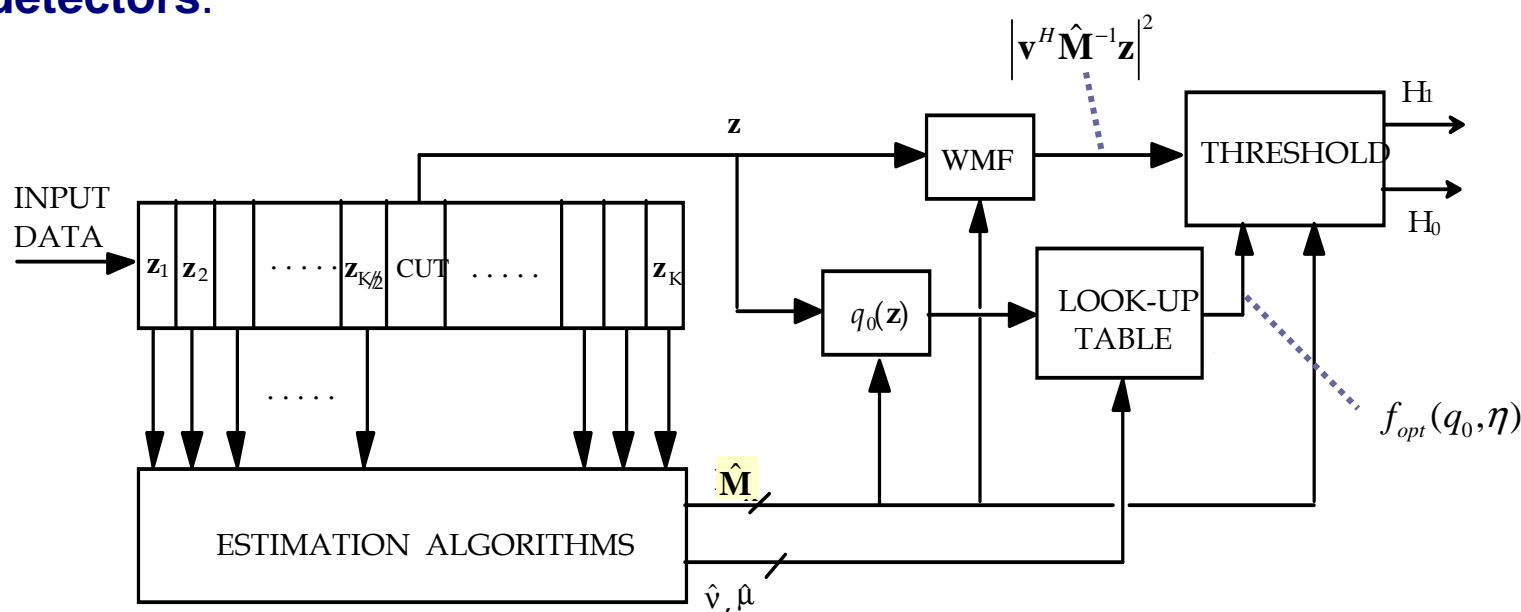 detectors.
|v^H M̂^-1 z|^2
z
WMF
THRESHOLD
H1
H0
INPUT
DATA
z1 z2 ..... zK/2 CUT ..... zK
q0(z)
LOOK-UP
TABLE
.....
fopt(q0,η)
M̂
ESTIMATION ALGORITHMS
ν̂, μ̂